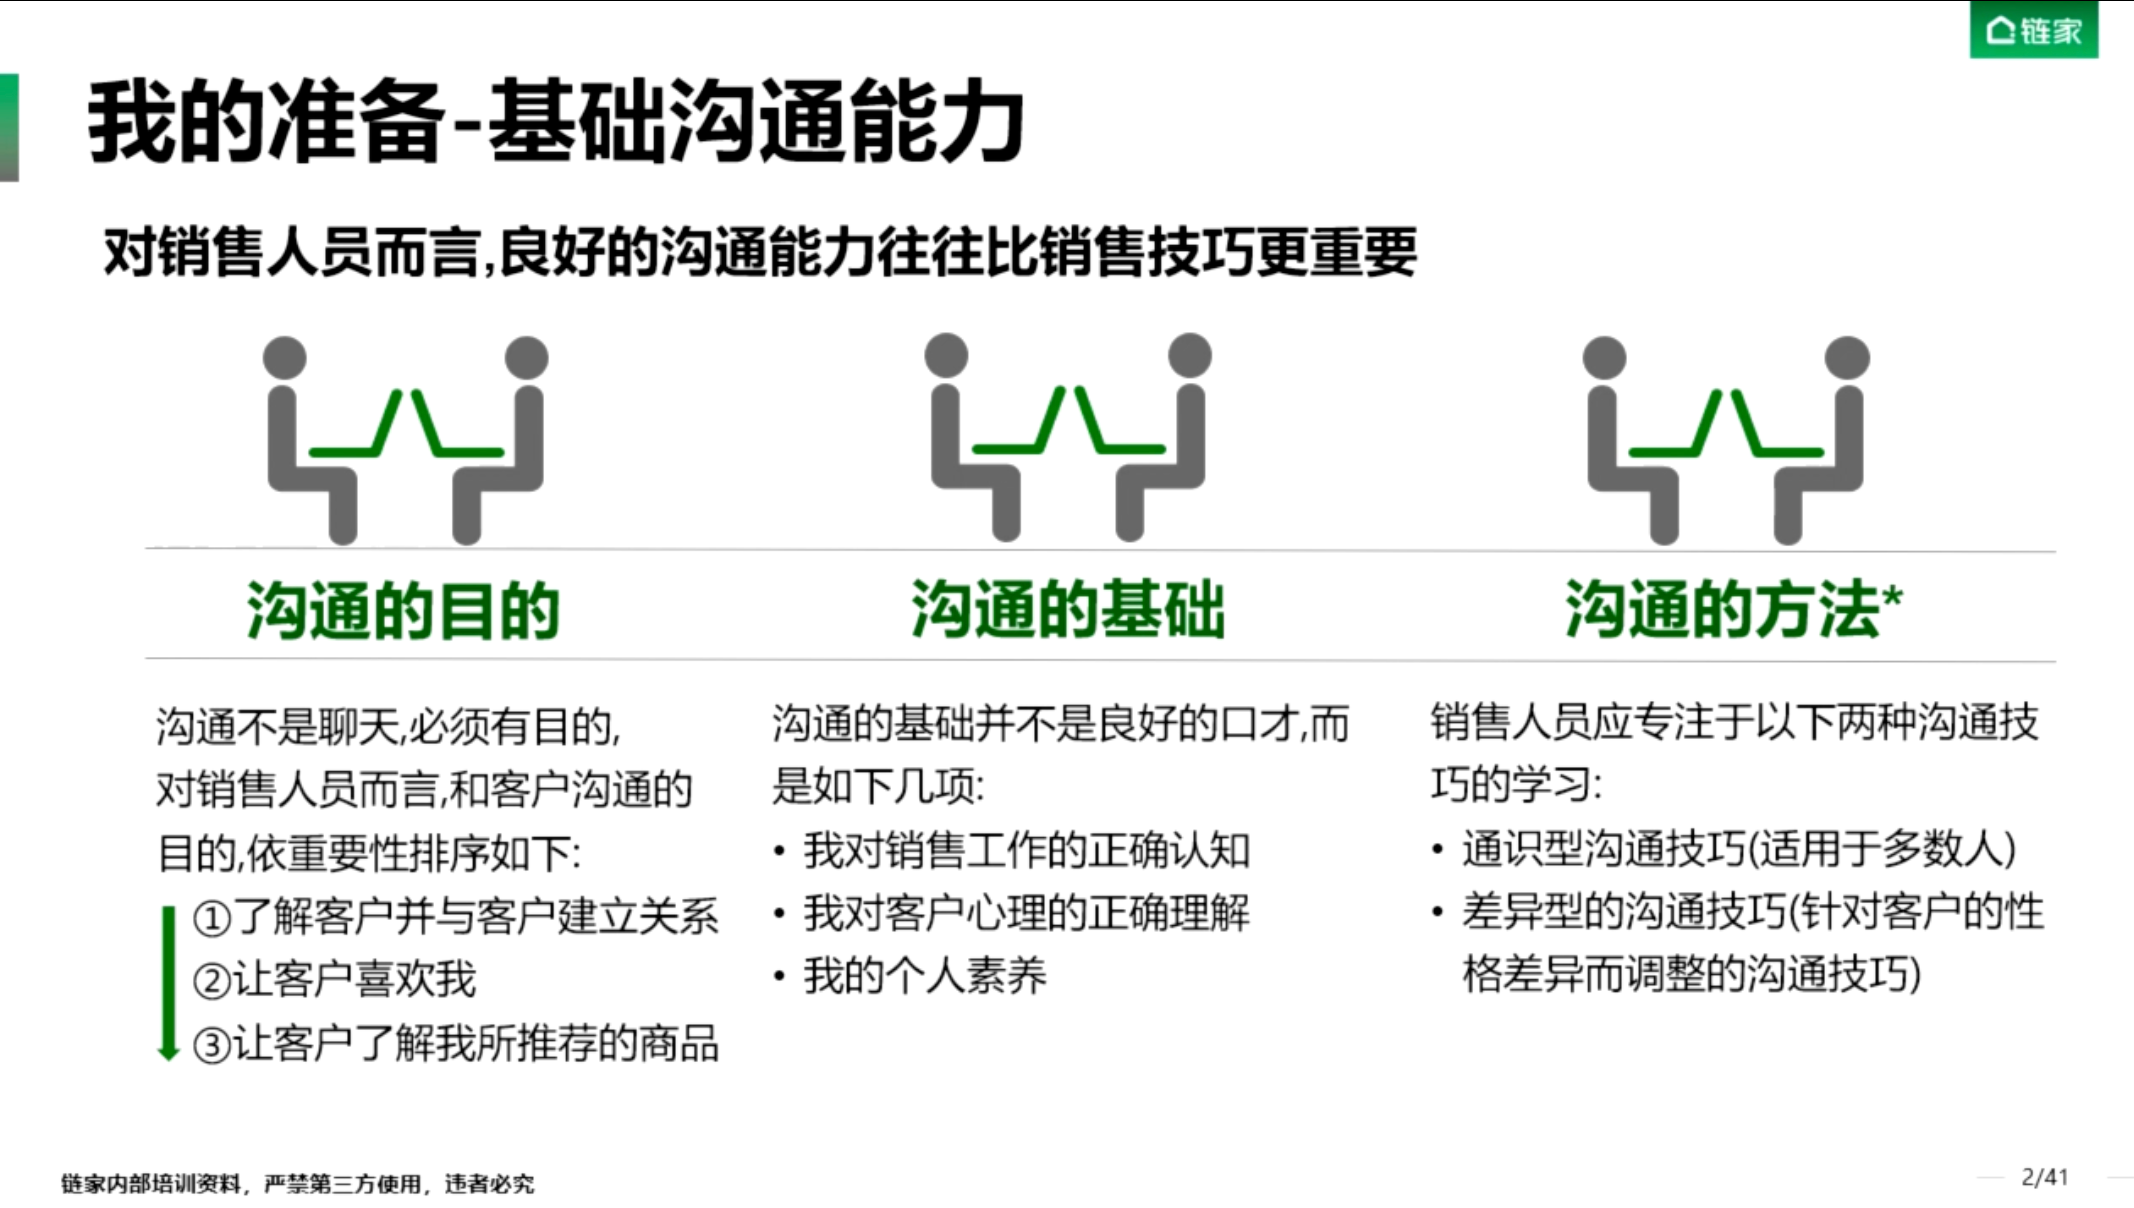 链家
我的准备-基础沟通能力
对销售人员而言,良好的沟通能力往往比销售技巧更重要
沟通的目的
沟通不是聊天,必须有目的,
对销售人员而言,和客户沟通的
目的,依重要性排序如下:
①了解客户并与客户建立关系
②让客户喜欢我
③让客户了解我所推荐的商品
沟通的基础
沟通的基础并不是良好的口才,而
是如下几项:
• 我对销售工作的正确认知
• 我对客户心理的正确理解
• 我的个人素养
沟通的方法*
销售人员应专注于以下两种沟通技
巧的学习:
• 通识型沟通技巧(适用于多数人)
• 差异型的沟通技巧(针对客户的性
格差异而调整的沟通技巧)
链家内部培训资料，严禁第三方使用，违者必究
2/41